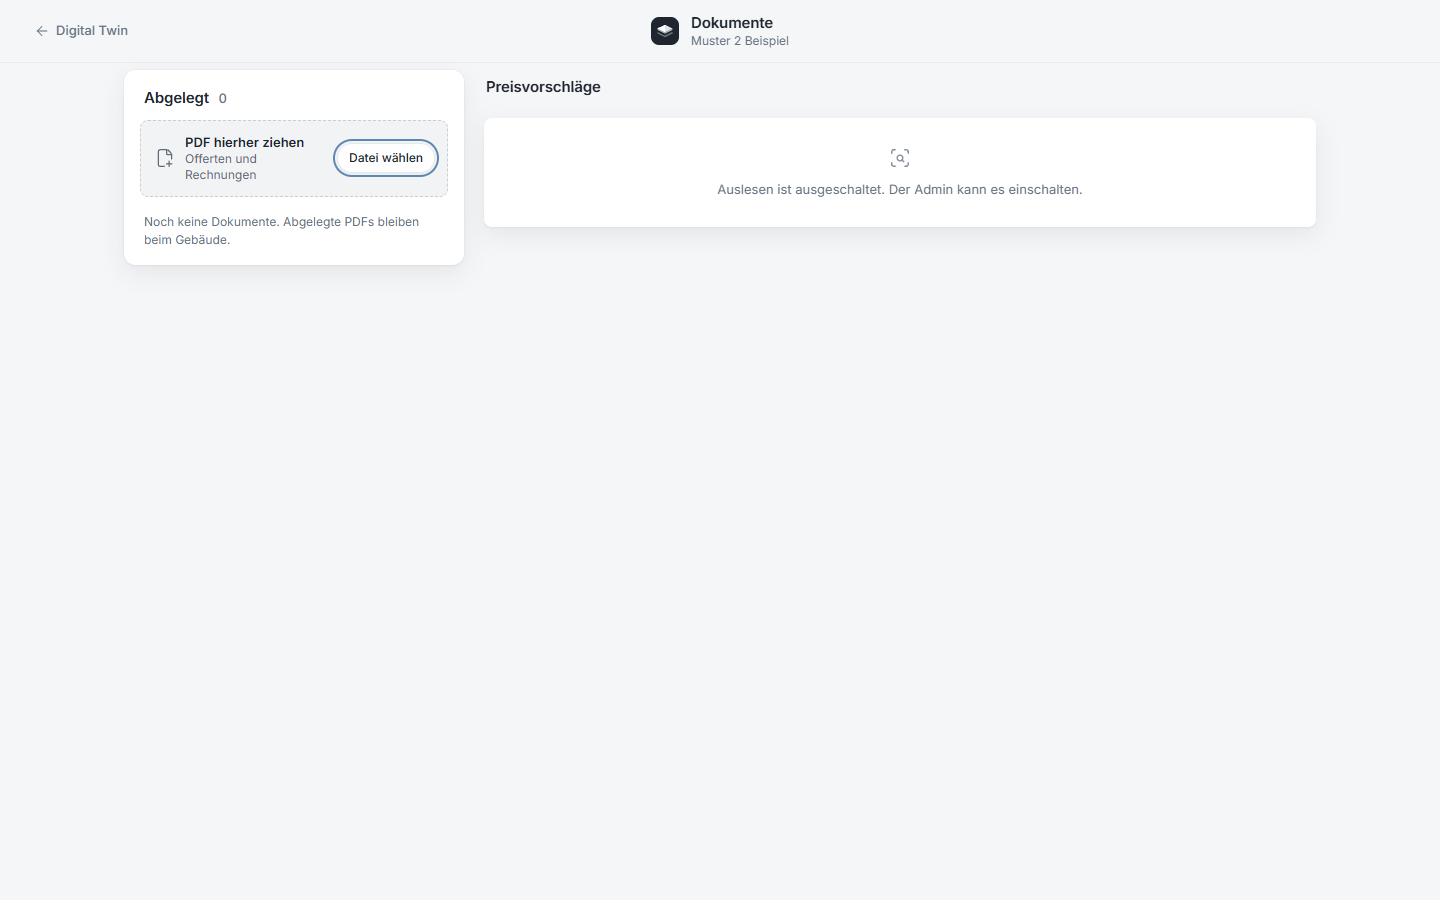 Digital Twin
Dokumente
Muster 2 Beispiel
Abgelegt 0
PDF hierher ziehen
Offerten und
Rechnungen
Datei wählen
Noch keine Dokumente. Abgelegte PDFs bleiben
beim Gebäude.
Preisvorschläge
Auslesen ist ausgeschaltet. Der Admin kann es einschalten.